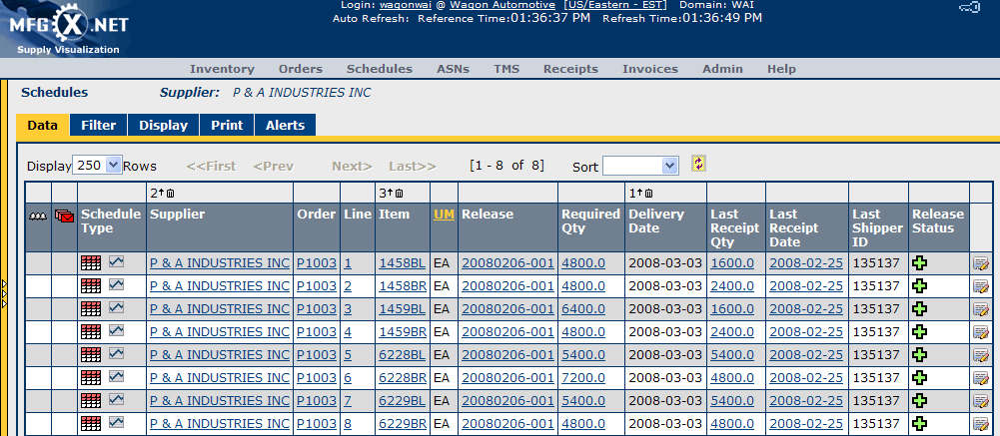 Login: wagonwai @ Wagon Automotive [US/Eastern - EST] Domain: WAI
Auto Refresh: Reference Time:01:36:37 PM Refresh Time:01:36:49 PM
MFG X .NET
Supply Visualization
Inventory Orders Schedules ASNs TMS Receipts Invoices Admin Help
Schedules Supplier: P & A INDUSTRIES INC
Data Filter Display Print Alerts
Display 250 Rows <<First <Prev Next> Last>> [1 - 8 of 8] Sort
2 3 1
Schedule Type Supplier Order Line Item UM Release Required Qty Delivery Date Last Receipt Qty Last Receipt Date Last Shipper ID Release Status
P & A INDUSTRIES INC P1003 1 1458BL EA 20080206-001 4800.0 2008-03-03 1600.0 2008-02-25 135137
P & A INDUSTRIES INC P1003 2 1458BR EA 20080206-001 4800.0 2008-03-03 2400.0 2008-02-25 135137
P & A INDUSTRIES INC P1003 3 1459BL EA 20080206-001 6400.0 2008-03-03 1600.0 2008-02-25 135137
P & A INDUSTRIES INC P1003 4 1459BR EA 20080206-001 4800.0 2008-03-03 2400.0 2008-02-25 135137
P & A INDUSTRIES INC P1003 5 6228BL EA 20080206-001 5400.0 2008-03-03 5400.0 2008-02-25 135137
P & A INDUSTRIES INC P1003 6 6228BR EA 20080206-001 7200.0 2008-03-03 4800.0 2008-02-25 135137
P & A INDUSTRIES INC P1003 7 6229BL EA 20080206-001 5400.0 2008-03-03 5400.0 2008-02-25 135137
P & A INDUSTRIES INC P1003 8 6229BR EA 20080206-001 5400.0 2008-03-03 4800.0 2008-02-25 135137